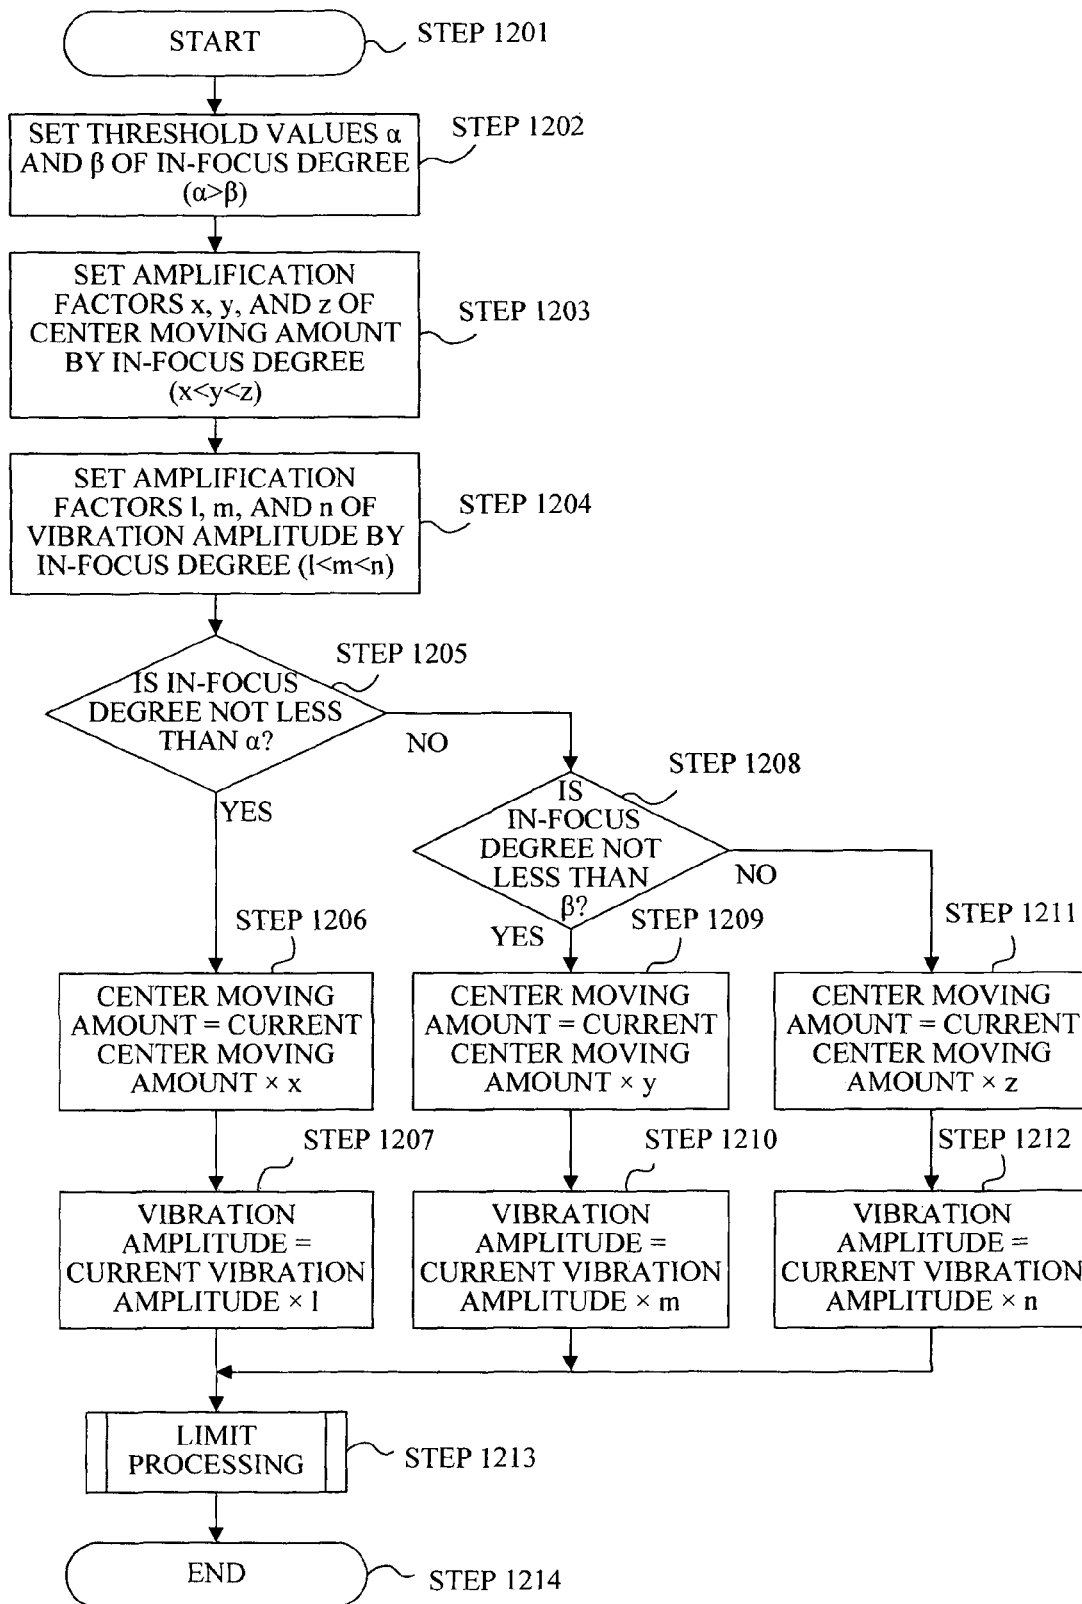 START
STEP 1201
SET THRESHOLD VALUES α
AND β OF IN-FOCUS DEGREE
(α>β)
STEP 1202
SET AMPLIFICATION
FACTORS x, y, AND z OF
CENTER MOVING AMOUNT
BY IN-FOCUS DEGREE
(x<y<z)
STEP 1203
SET AMPLIFICATION
FACTORS l, m, AND n OF
VIBRATION AMPLITUDE BY
IN-FOCUS DEGREE (l<m<n)
STEP 1204
STEP 1205
IS IN-FOCUS
DEGREE NOT LESS
THAN α?
NO
YES
STEP 1208
IS
IN-FOCUS
DEGREE NOT
LESS THAN
β?
NO
YES
STEP 1206
CENTER MOVING
AMOUNT = CURRENT
CENTER MOVING
AMOUNT × x
STEP 1209
CENTER MOVING
AMOUNT = CURRENT
CENTER MOVING
AMOUNT × y
STEP 1211
CENTER MOVING
AMOUNT = CURRENT
CENTER MOVING
AMOUNT × z
STEP 1207
VIBRATION
AMPLITUDE =
CURRENT VIBRATION
AMPLITUDE × l
STEP 1210
VIBRATION
AMPLITUDE =
CURRENT VIBRATION
AMPLITUDE × m
STEP 1212
VIBRATION
AMPLITUDE =
CURRENT VIBRATION
AMPLITUDE × n
LIMIT
PROCESSING
STEP 1213
END
STEP 1214